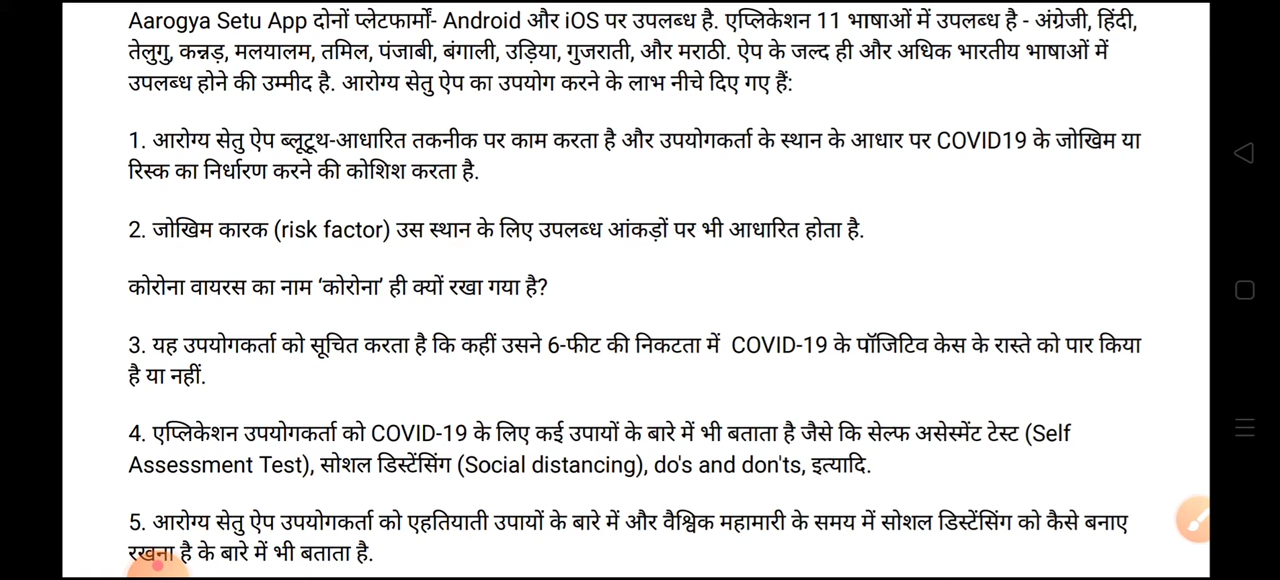 Aarogya Setu App दोनों प्लेटफार्मों- Android और iOS पर उपलब्ध है. एप्लिकेशन 11 भाषाओं में उपलब्ध है - अंग्रेजी, हिंदी,
तेलुगु, कन्नड़, मलयालम, तमिल, पंजाबी, बंगाली, उड़िया, गुजराती, और मराठी. ऐप के जल्द ही और अधिक भारतीय भाषाओं में
उपलब्ध होने की उम्मीद है. आरोग्य सेतु ऐप का उपयोग करने के लाभ नीचे दिए गए हैं:
1. आरोग्य सेतु ऐप ब्लूटूथ-आधारित तकनीक पर काम करता है और उपयोगकर्ता के स्थान के आधार पर COVID19 के जोखिम या
रिस्क का निर्धारण करने की कोशिश करता है.
2. जोखिम कारक (risk factor) उस स्थान के लिए उपलब्ध आंकड़ों पर भी आधारित होता है.
कोरोना वायरस का नाम ‘कोरोना’ ही क्यों रखा गया है?
3. यह उपयोगकर्ता को सूचित करता है कि कहीं उसने 6-फीट की निकटता में COVID-19 के पॉजिटिव केस के रास्ते को पार किया
है या नहीं.
4. एप्लिकेशन उपयोगकर्ता को COVID-19 के लिए कई उपायों के बारे में भी बताता है जैसे कि सेल्फ असेस्मेंट टेस्ट (Self
Assessment Test), सोशल डिस्टेंसिंग (Social distancing), do's and don'ts, इत्यादि.
5. आरोग्य सेतु ऐप उपयोगकर्ता को एहतियाती उपायों के बारे में और वैश्विक महामारी के समय में सोशल डिस्टेंसिंग को कैसे बनाए
रखना है के बारे में भी बताता है.